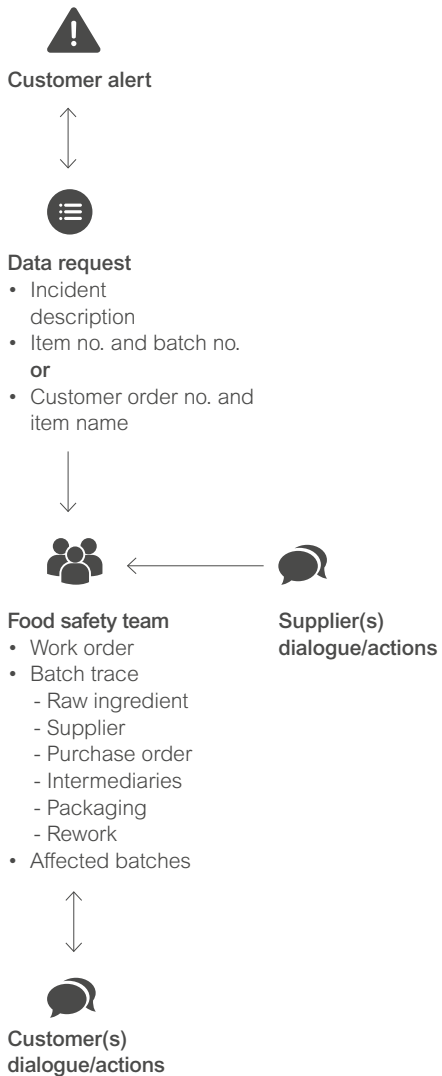 Customer alert
Data request
• Incident
description
• Item no. and batch no.
or
• Customer order no. and
item name
Food safety team
• Work order
• Batch trace
- Raw ingredient
- Supplier
- Purchase order
- Intermediaries
- Packaging
- Rework
• Affected batches
Supplier(s)
dialogue/actions
Customer(s)
dialogue/actions